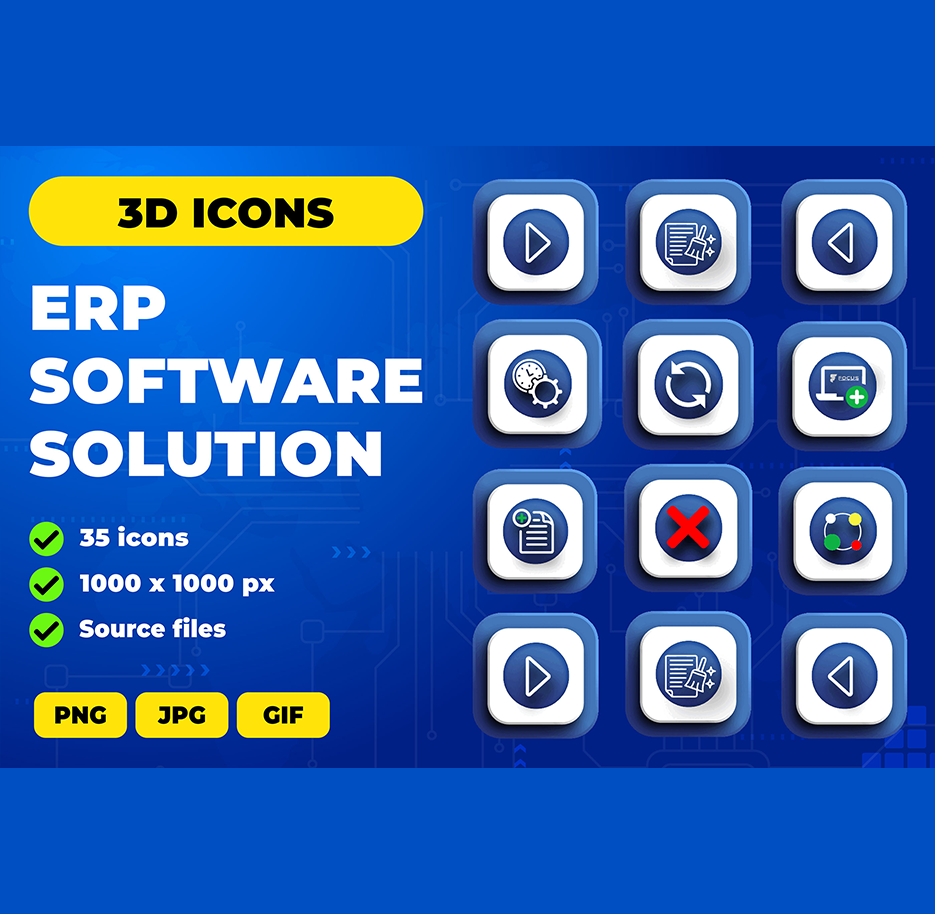 3D ICONS
ERP
SOFTWARE
SOLUTION
35 icons
1000 x 1000 px
Source files
PNG
JPG
GIF
FOCUS